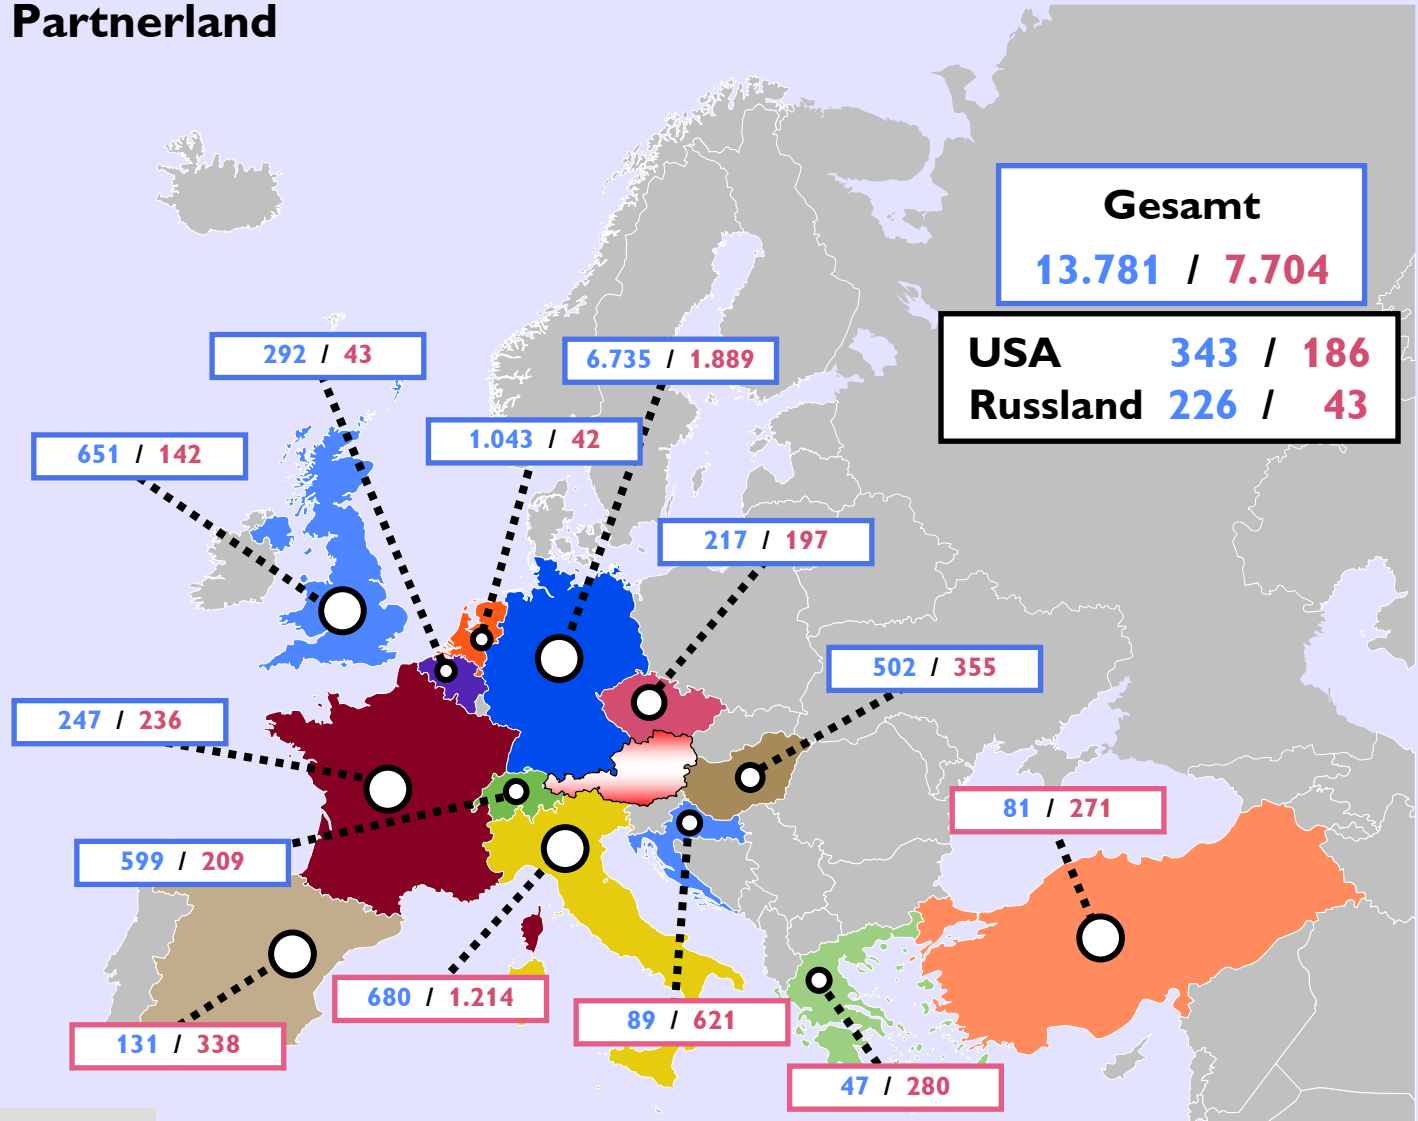 Partnerland
Gesamt
13.781 / 7.704
USA 343 / 186
Russland 226 / 43
292 / 43
6.735 / 1.889
1.043 / 42
651 / 142
217 / 197
502 / 355
247 / 236
81 / 271
599 / 209
680 / 1.214
89 / 621
131 / 338
47 / 280